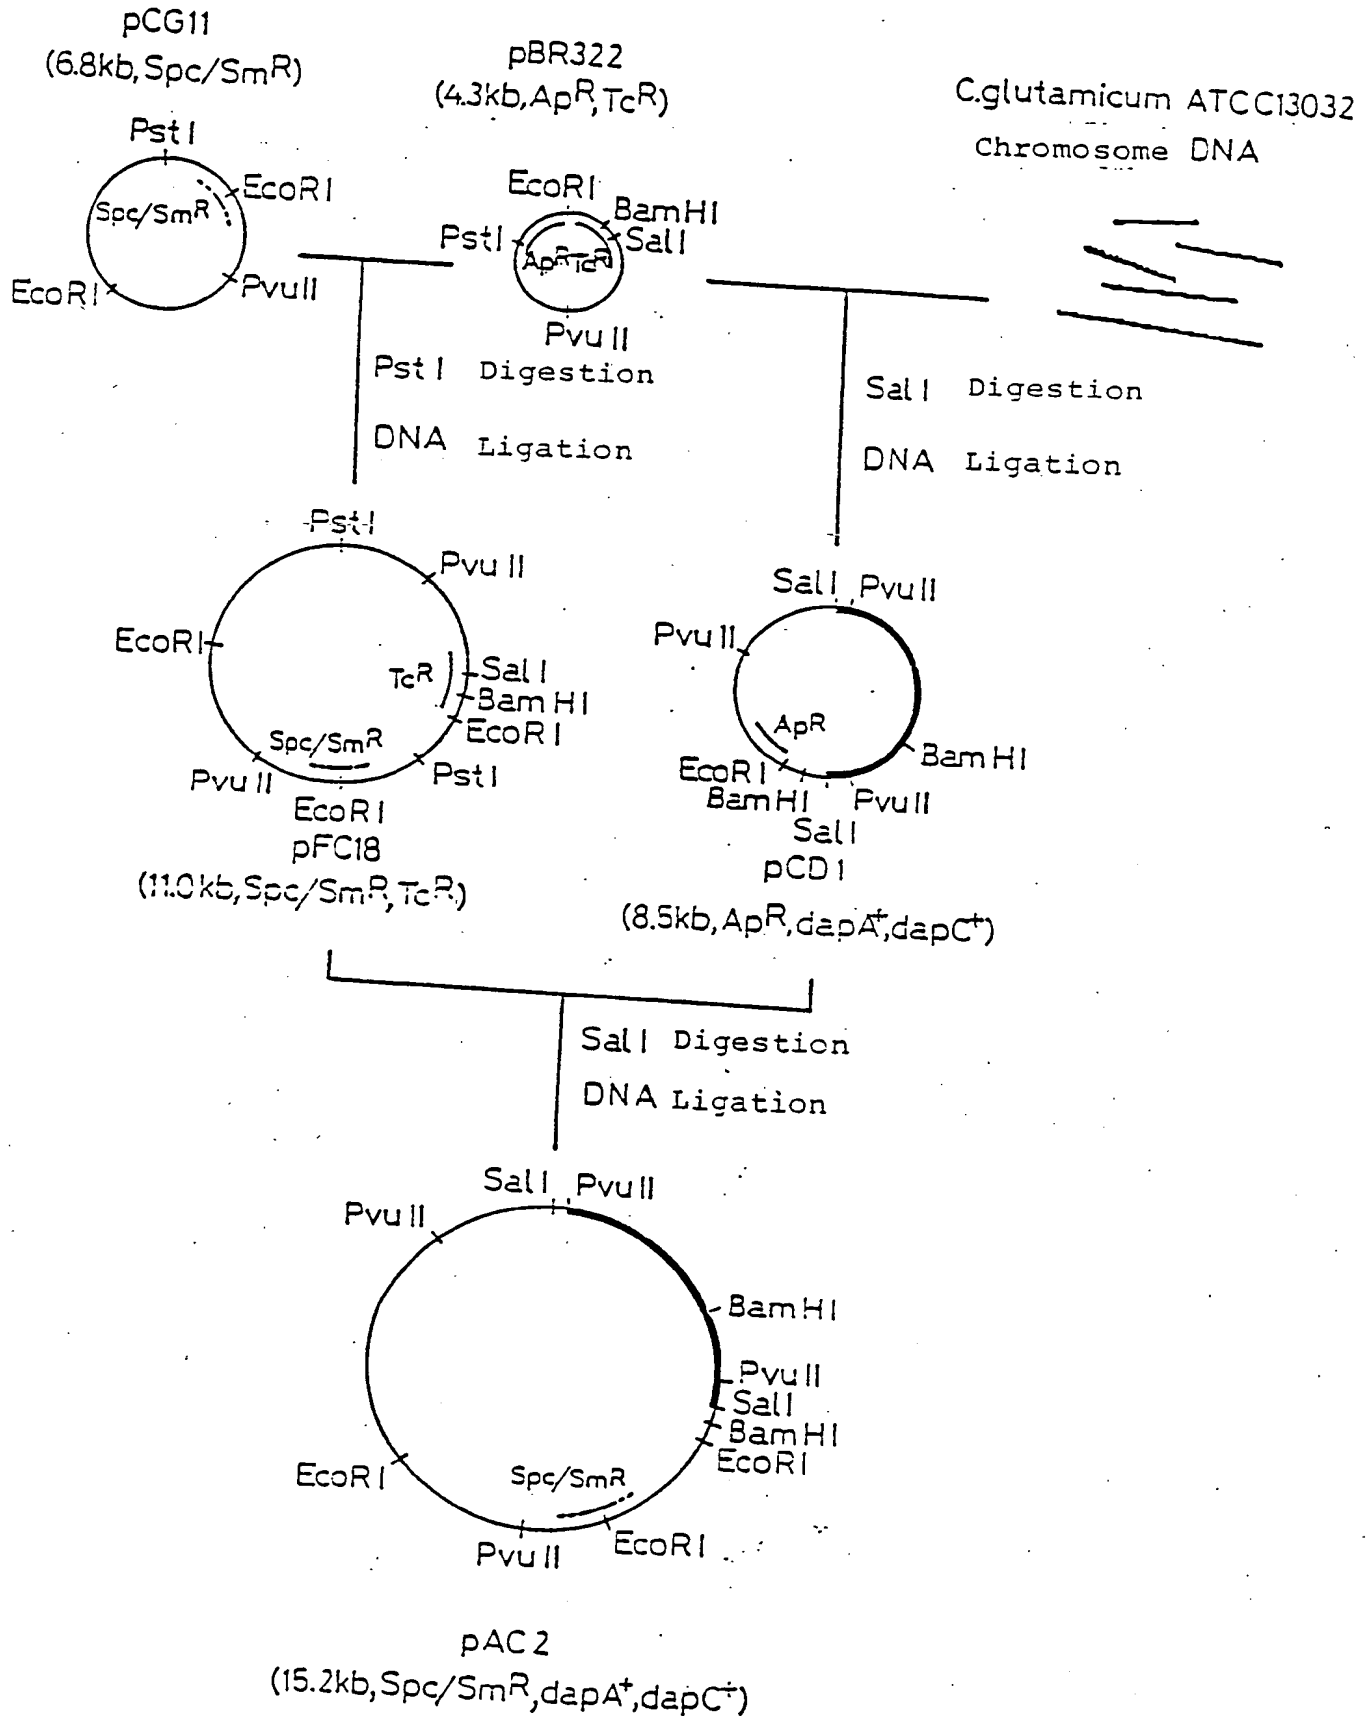 pCG11
(6.8kb,Spc/SmR)
PstI
EcoRI
Spc/SmR
EcoRI
PvuII
pBR322
(4.3kb,ApR,TcR)
EcoRI
BamHI
PstI
SalI
ApR TcR
PvuII
C.glutamicum ATCC13032
Chromosome DNA
PstI Digestion
DNA Ligation
SalI Digestion
DNA Ligation
PstI
PvuII
EcoRI
TcR
SalI
BamHI
EcoRI
Spc/SmR
PvuII
PstI
EcoRI
pFC18
(11.0kb,Spc/SmR,TcR)
SalI PvuII
PvuII
ApR
BamHI
EcoRI
BamHI PvuII
SalI
pCD1
(8.5kb,ApR,dapA+,dapC+)
SalI Digestion
DNA Ligation
SalI PvuII
PvuII
BamHI
PvuII
SalI
BamHI
EcoRI
EcoRI
Spc/SmR
PvuII
EcoRI
pAC2
(15.2kb,Spc/SmR,dapA+,dapC+)